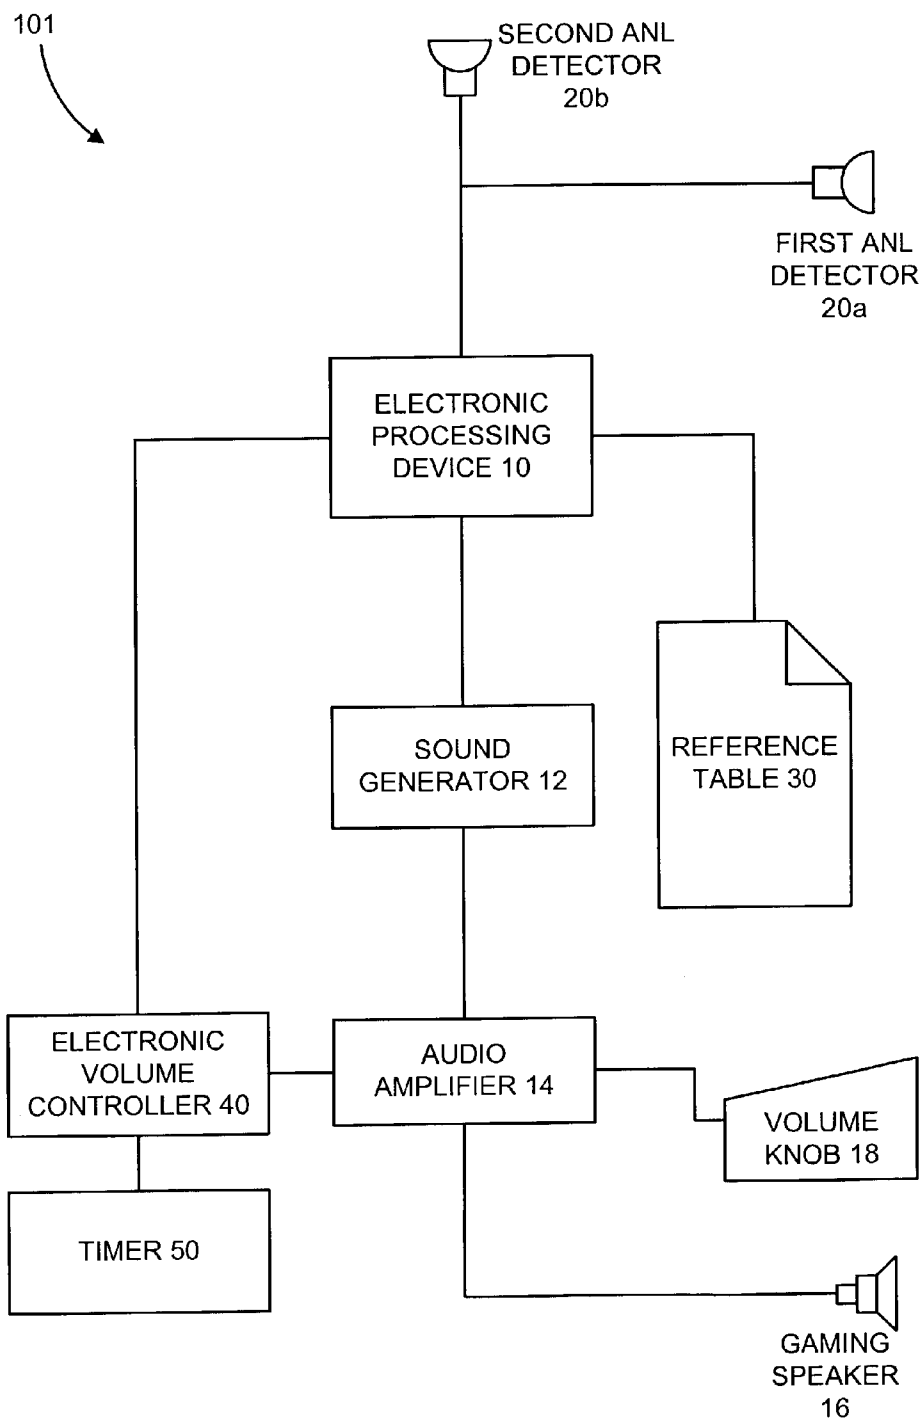 101
SECOND ANL
DETECTOR
20b
FIRST ANL
DETECTOR
20a
ELECTRONIC
PROCESSING
DEVICE 10
SOUND
GENERATOR 12
REFERENCE
TABLE 30
ELECTRONIC
VOLUME
CONTROLLER 40
AUDIO
AMPLIFIER 14
VOLUME
KNOB 18
TIMER 50
GAMING
SPEAKER
16